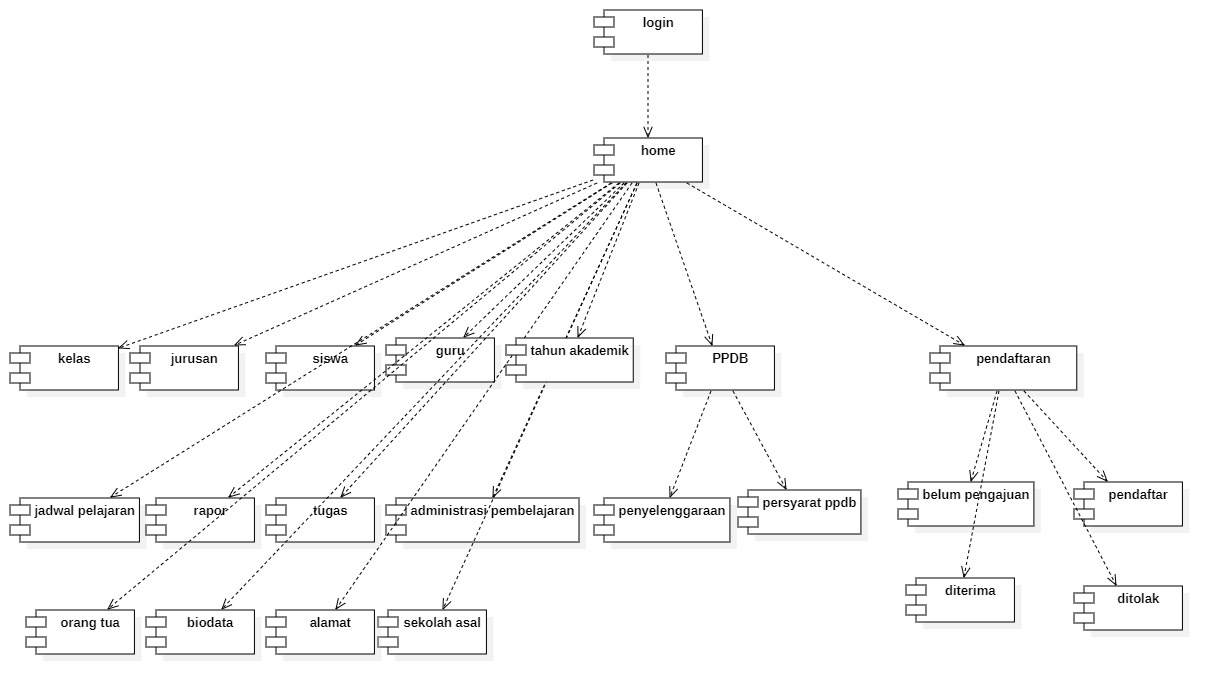 login
home
kelas
jurusan
siswa
guru
tahun akademik
PPDB
pendaftaran
jadwal pelajaran
rapor
tugas
administrasi pembelajaran
penyelenggaraan
persyarat ppdb
belum pengajuan
pendaftar
diterima
ditolak
orang tua
biodata
alamat
sekolah asal